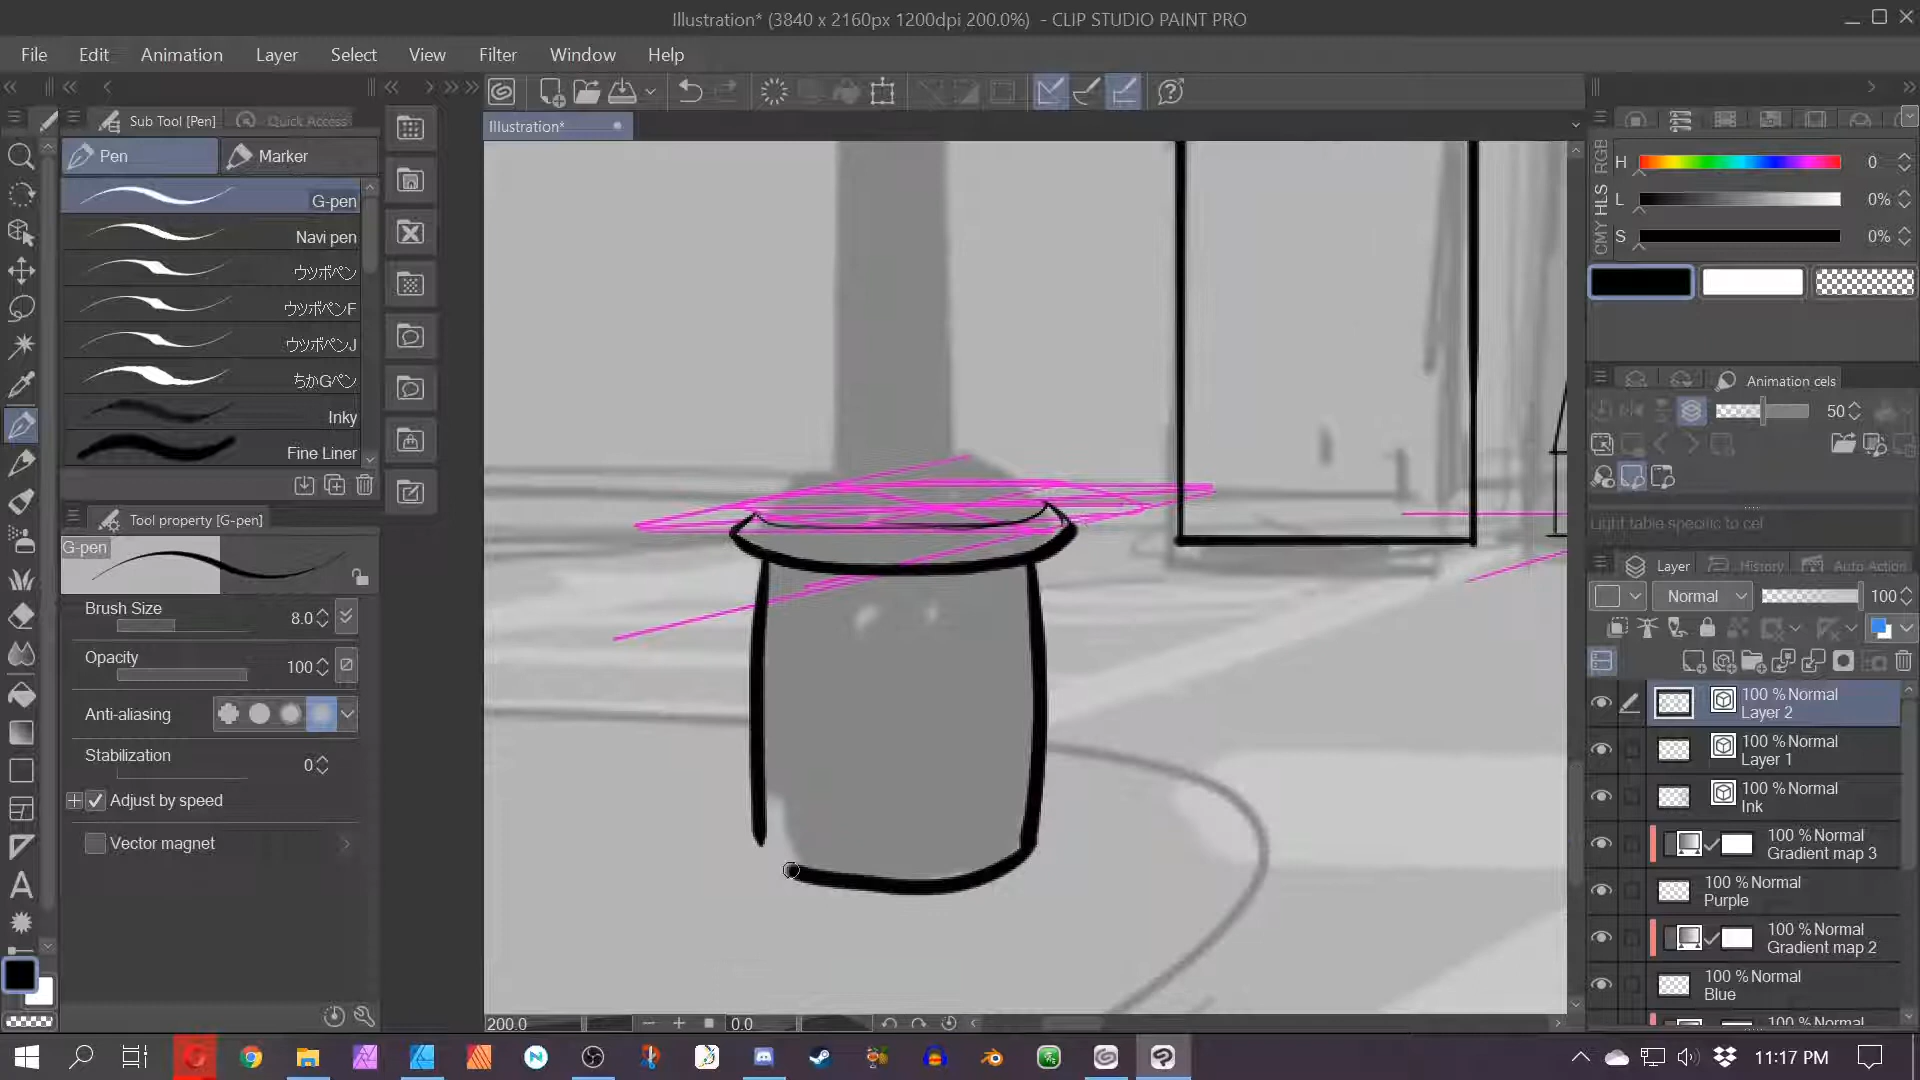 Illustration* (3840 x 2160px 1200dpi 200.0%) - CLIP STUDIO PAINT PRO
File Edit Animation Layer Select View Filter Window Help
Sub Tool [Pen] Quick Access
Illustration*
Pen Marker
G-pen
Navi pen
ウツボペン
ウツボペンF
ウツボペンJ
ちかGペン
Inky
Fine Liner
Tool property [G-pen]
G-pen
Brush Size 8.0
Opacity 100
Anti-aliasing
Stabilization 0
Adjust by speed
Vector magnet
200.0 0.0
RGB
HLS
CMY
H 0
L 0%
S 0%
Animation cels
50
Light table specific to cel
Layer History Auto Action
Normal 100
100 % Normal
Layer 2
100 % Normal
Layer 1
100 % Normal
Ink
100 % Normal
Gradient map 3
100 % Normal
Purple
100 % Normal
Gradient map 2
100 % Normal
Blue
100 % Normal
11:17 PM